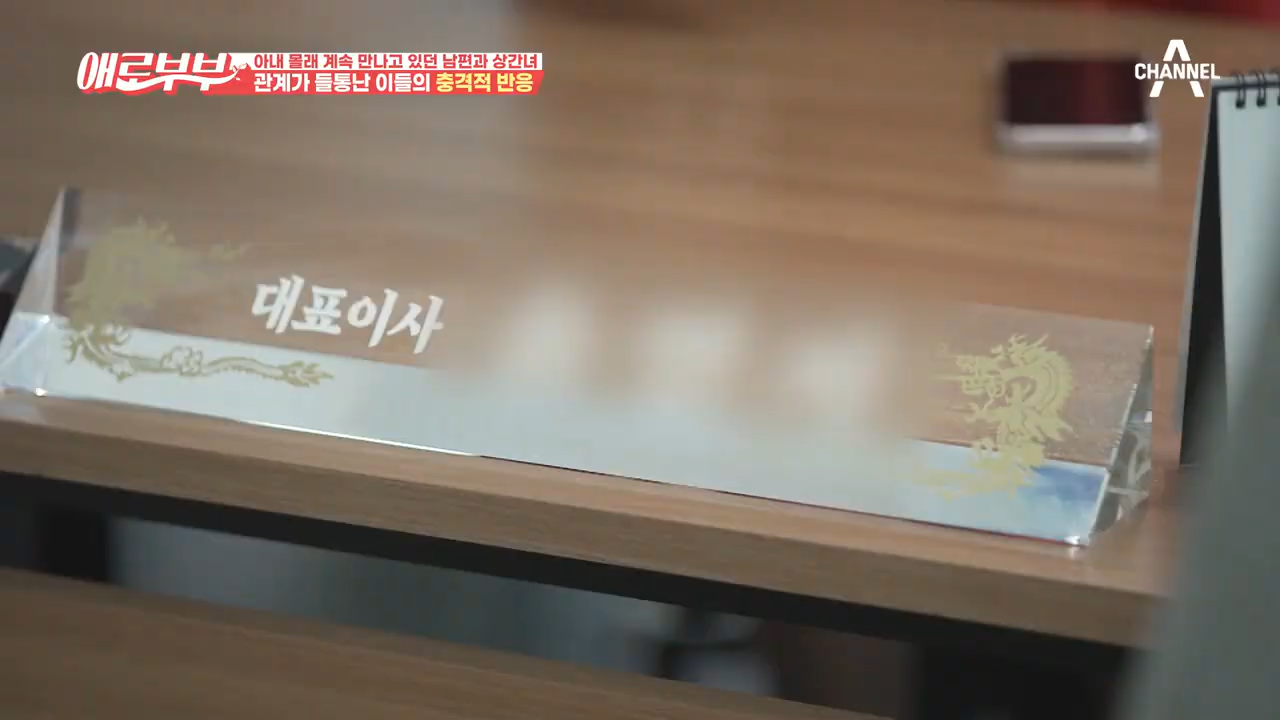 애로부부
아내 몰래 계속 만나고 있던 남편과 상간녀
관계가 들통난 이들의 충격적 반응
CHANNEL A
대표이사